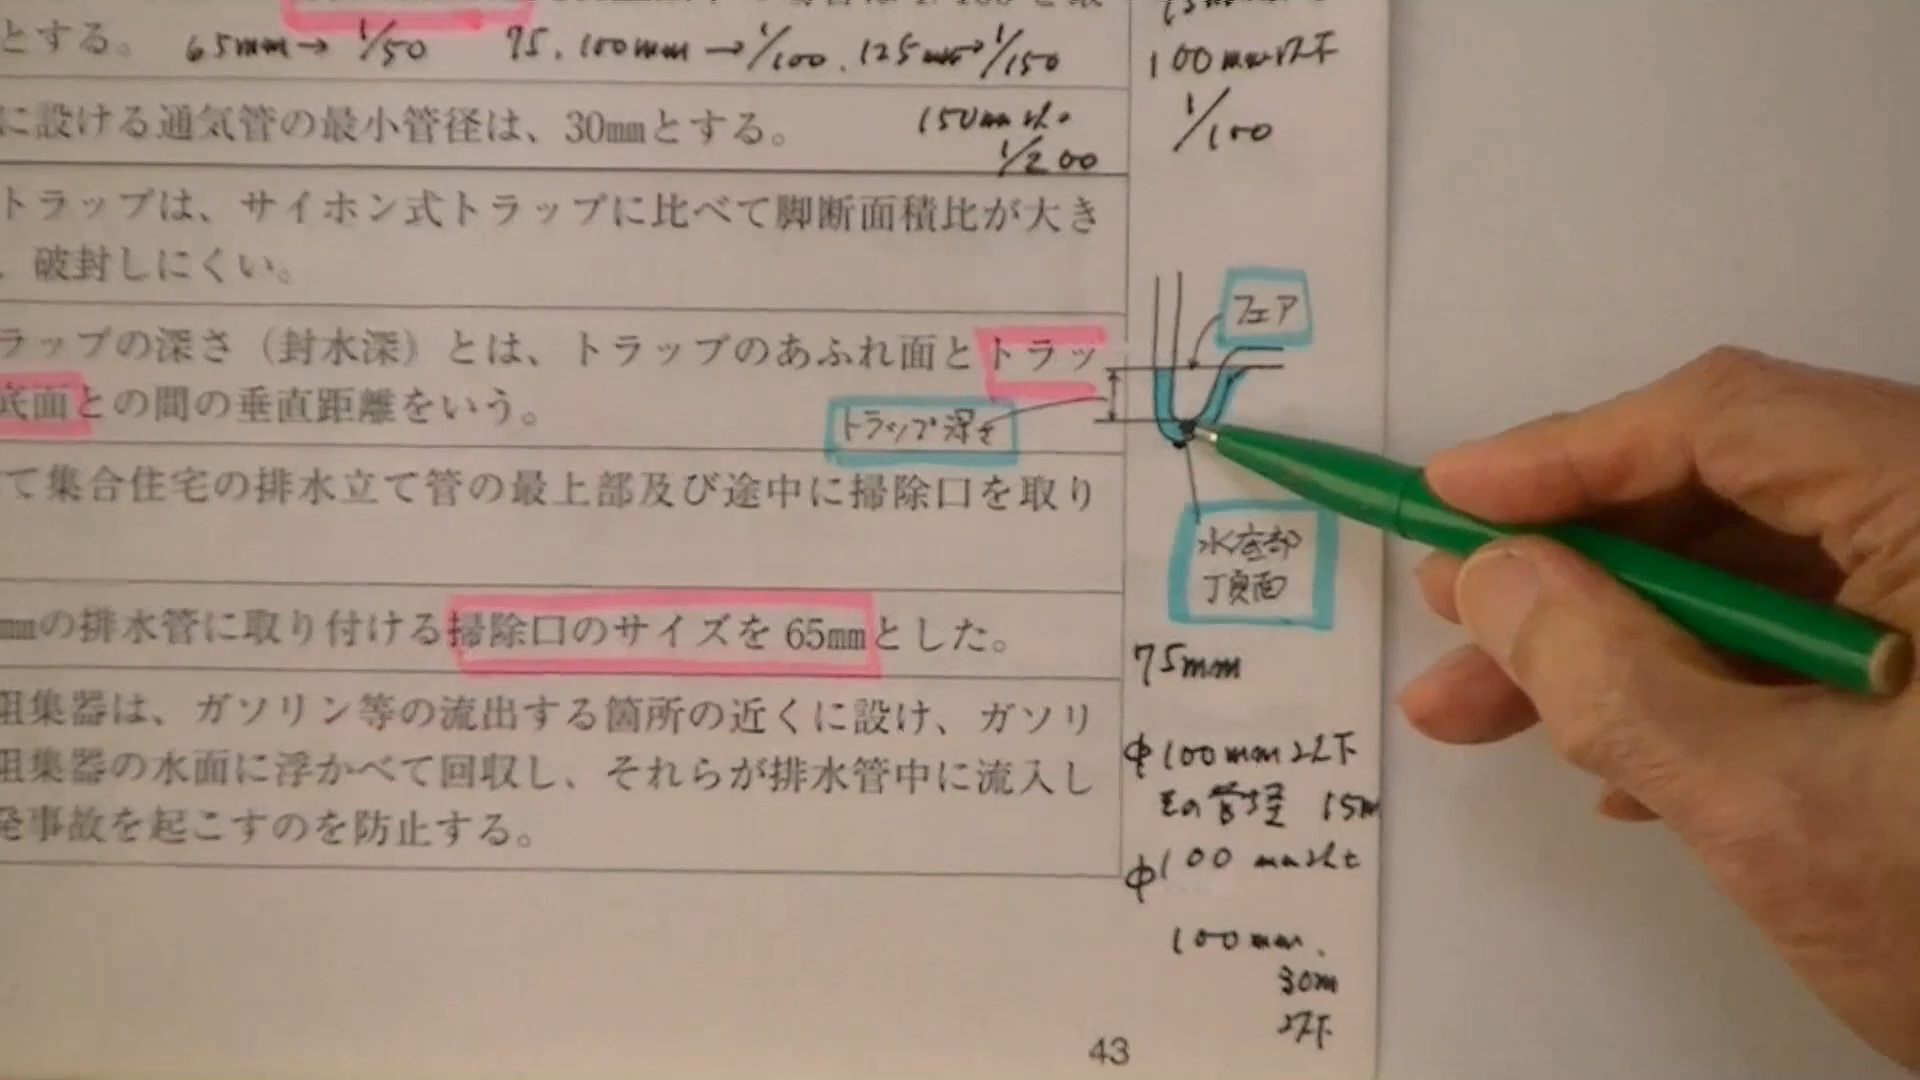 とする。 65mm→ 1/50 75.100mm→1/100.125mm→1/150
に設ける通気管の最小管径は、30㎜とする。
150mm以上
1/200
トラップは、サイホン式トラップに比べて脚断面積比が大き
、破封しにくい。
ラップの深さ（封水深）とは、トラップのあふれ面とトラッ
底面との間の垂直距離をいう。
トラップ深さ
て集合住宅の排水立て管の最上部及び途中に掃除口を取り
㎜の排水管に取り付ける掃除口のサイズを 65㎜とした。
阻集器は、ガソリン等の流出する箇所の近くに設け、ガソリ
阻集器の水面に浮かべて回収し、それらが排水管中に流入し
発事故を起こすのを防止する。
100mm以下
1/100
フェア
水底部
頂面
75mm
φ100mm以下
その管径 15m
φ100mm以上
100mm.
30m
以下
43